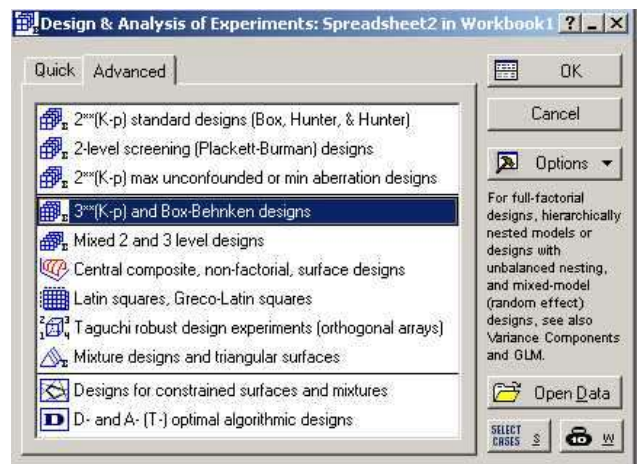 Design & Analysis of Experiments: Spreadsheet2 in Workbook1
Quick
Advanced
2**(K-p) standard designs (Box, Hunter, & Hunter)
2-level screening (Plackett-Burman) designs
2**(K-p) max unconfounded or min aberration designs
3**(K-p) and Box-Behnken designs
Mixed 2 and 3 level designs
Central composite, non-factorial, surface designs
Latin squares, Greco-Latin squares
Taguchi robust design experiments (orthogonal arrays)
Mixture designs and triangular surfaces
Designs for constrained surfaces and mixtures
D- and A- (T-) optimal algorithmic designs
OK
Cancel
Options
For full-factorial
designs, hierarchically
nested models or
designs with
unbalanced nesting,
and mixed-model
(random effect)
designs, see also
Variance Components
and GLM.
Open Data
SELECT
CASES
S
W